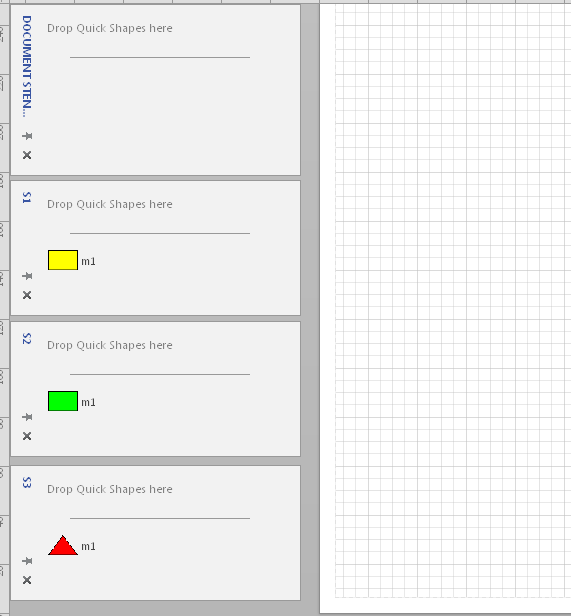 DOCUMENT STEN...
Drop Quick Shapes here
S1
Drop Quick Shapes here
m1
S2
Drop Quick Shapes here
m1
S3
Drop Quick Shapes here
m1